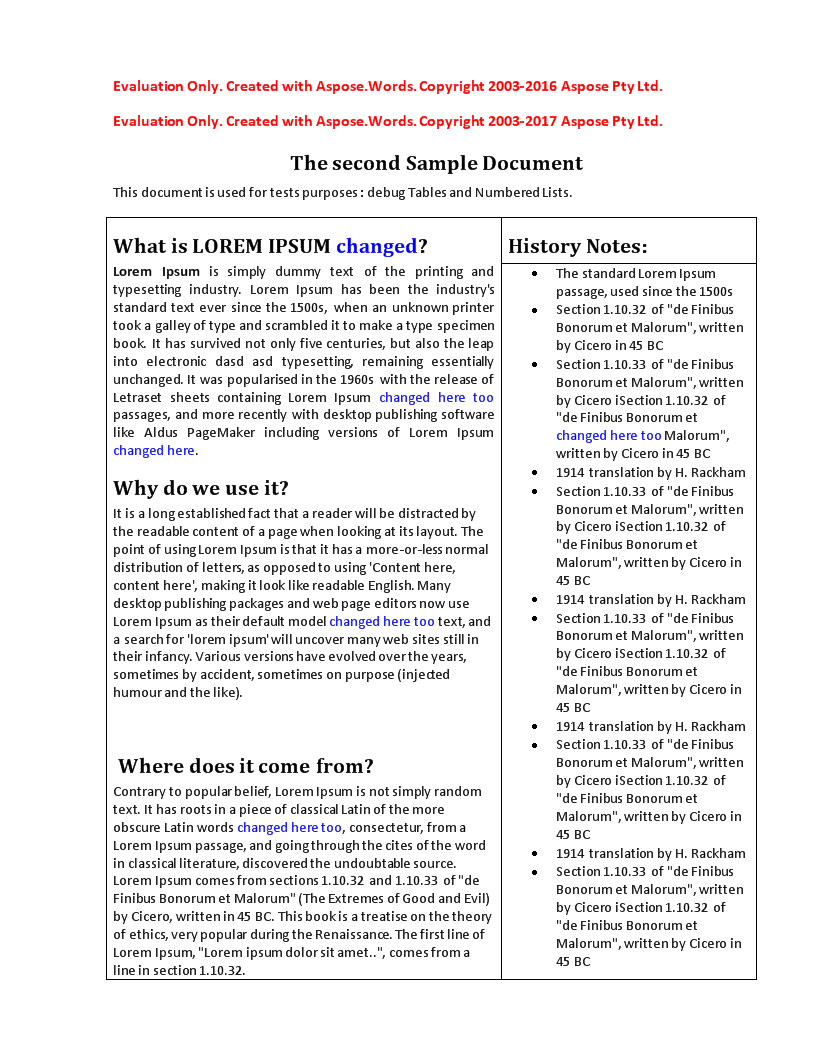 Evaluation Only. Created with Aspose.Words. Copyright 2003-2016 Aspose Pty Ltd.
Evaluation Only. Created with Aspose.Words. Copyright 2003-2017 Aspose Pty Ltd.
The second Sample Document
This document is used for tests purposes : debug Tables and Numbered Lists.
What is LOREM IPSUM changed?
Lorem Ipsum is simply dummy text of the printing and
typesetting industry. Lorem Ipsum has been the industry's
standard text ever since the 1500s, when an unknown printer
took a galley of type and scrambled it to make a type specimen
book. It has survived not only five centuries, but also the leap
into electronic dasd asd typesetting, remaining essentially
unchanged. It was popularised in the 1960s with the release of
Letraset sheets containing Lorem Ipsum changed here too
passages, and more recently with desktop publishing software
like Aldus PageMaker including versions of Lorem Ipsum
changed here.
Why do we use it?
It is a long established fact that a reader will be distracted by
the readable content of a page when looking at its layout. The
point of using Lorem Ipsum is that it has a more-or-less normal
distribution of letters, as opposed to using 'Content here,
content here', making it look like readable English. Many
desktop publishing packages and web page editors now use
Lorem Ipsum as their default model changed here too text, and
a search for 'lorem ipsum' will uncover many web sites still in
their infancy. Various versions have evolved over the years,
sometimes by accident, sometimes on purpose (injected
humour and the like).
Where does it come from?
Contrary to popular belief, Lorem Ipsum is not simply random
text. It has roots in a piece of classical Latin of the more
obscure Latin words changed here too, consectetur, from a
Lorem Ipsum passage, and going through the cites of the word
in classical literature, discovered the undoubtable source.
Lorem Ipsum comes from sections 1.10.32 and 1.10.33 of "de
Finibus Bonorum et Malorum" (The Extremes of Good and Evil)
by Cicero, written in 45 BC. This book is a treatise on the theory
of ethics, very popular during the Renaissance. The first line of
Lorem Ipsum, "Lorem ipsum dolor sit amet..", comes from a
line in section 1.10.32.
History Notes:
• The standard Lorem Ipsum
passage, used since the 1500s
• Section 1.10.32 of "de Finibus
Bonorum et Malorum", written
by Cicero in 45 BC
• Section 1.10.33 of "de Finibus
Bonorum et Malorum", written
by Cicero iSection 1.10.32 of
"de Finibus Bonorum et
changed here too Malorum",
written by Cicero in 45 BC
• 1914 translation by H. Rackham
• Section 1.10.33 of "de Finibus
Bonorum et Malorum", written
by Cicero iSection 1.10.32 of
"de Finibus Bonorum et
Malorum", written by Cicero in
45 BC
• 1914 translation by H. Rackham
• Section 1.10.33 of "de Finibus
Bonorum et Malorum", written
by Cicero iSection 1.10.32 of
"de Finibus Bonorum et
Malorum", written by Cicero in
45 BC
• 1914 translation by H. Rackham
• Section 1.10.33 of "de Finibus
Bonorum et Malorum", written
by Cicero iSection 1.10.32 of
"de Finibus Bonorum et
Malorum", written by Cicero in
45 BC
• 1914 translation by H. Rackham
• Section 1.10.33 of "de Finibus
Bonorum et Malorum", written
by Cicero iSection 1.10.32 of
"de Finibus Bonorum et
Malorum", written by Cicero in
45 BC